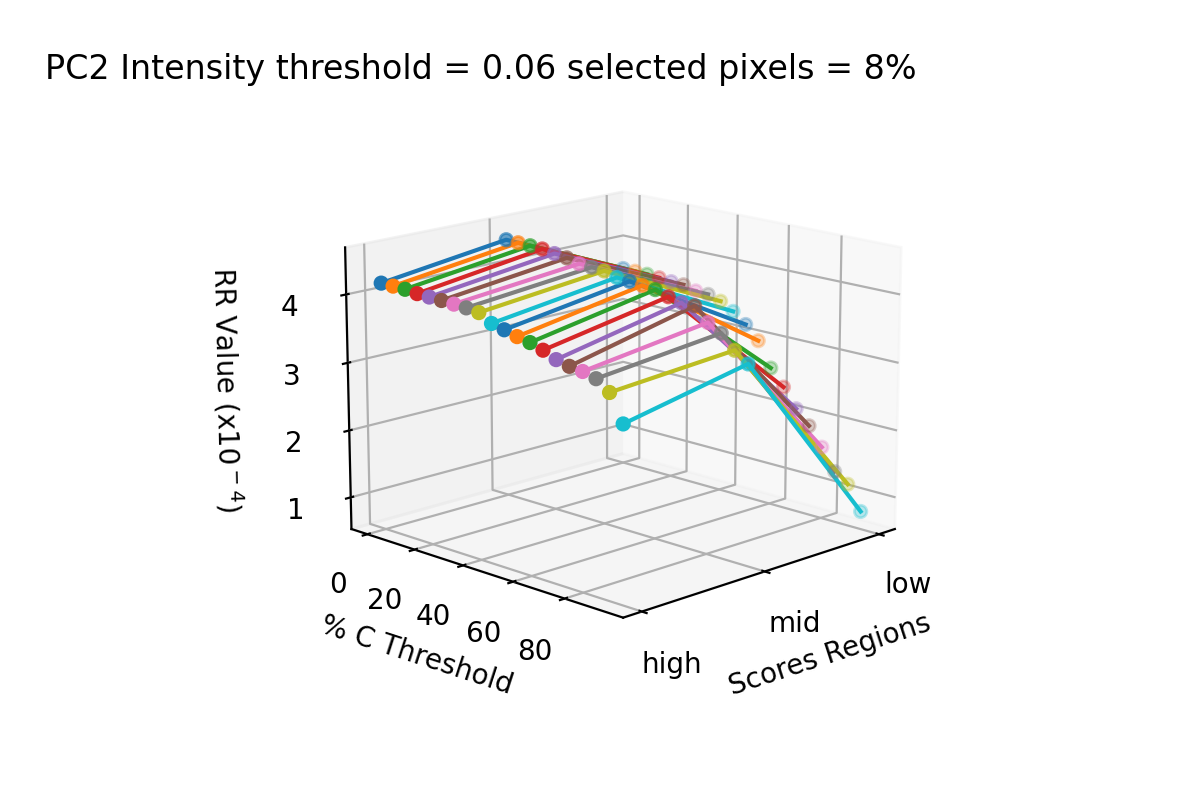 PC2 Intensity threshold = 0.06 selected pixels = 8%
RR Value (x10⁻⁴)
4
3
2
1
0
20
40
60
80
% C Threshold
high
mid
low
Scores Regions